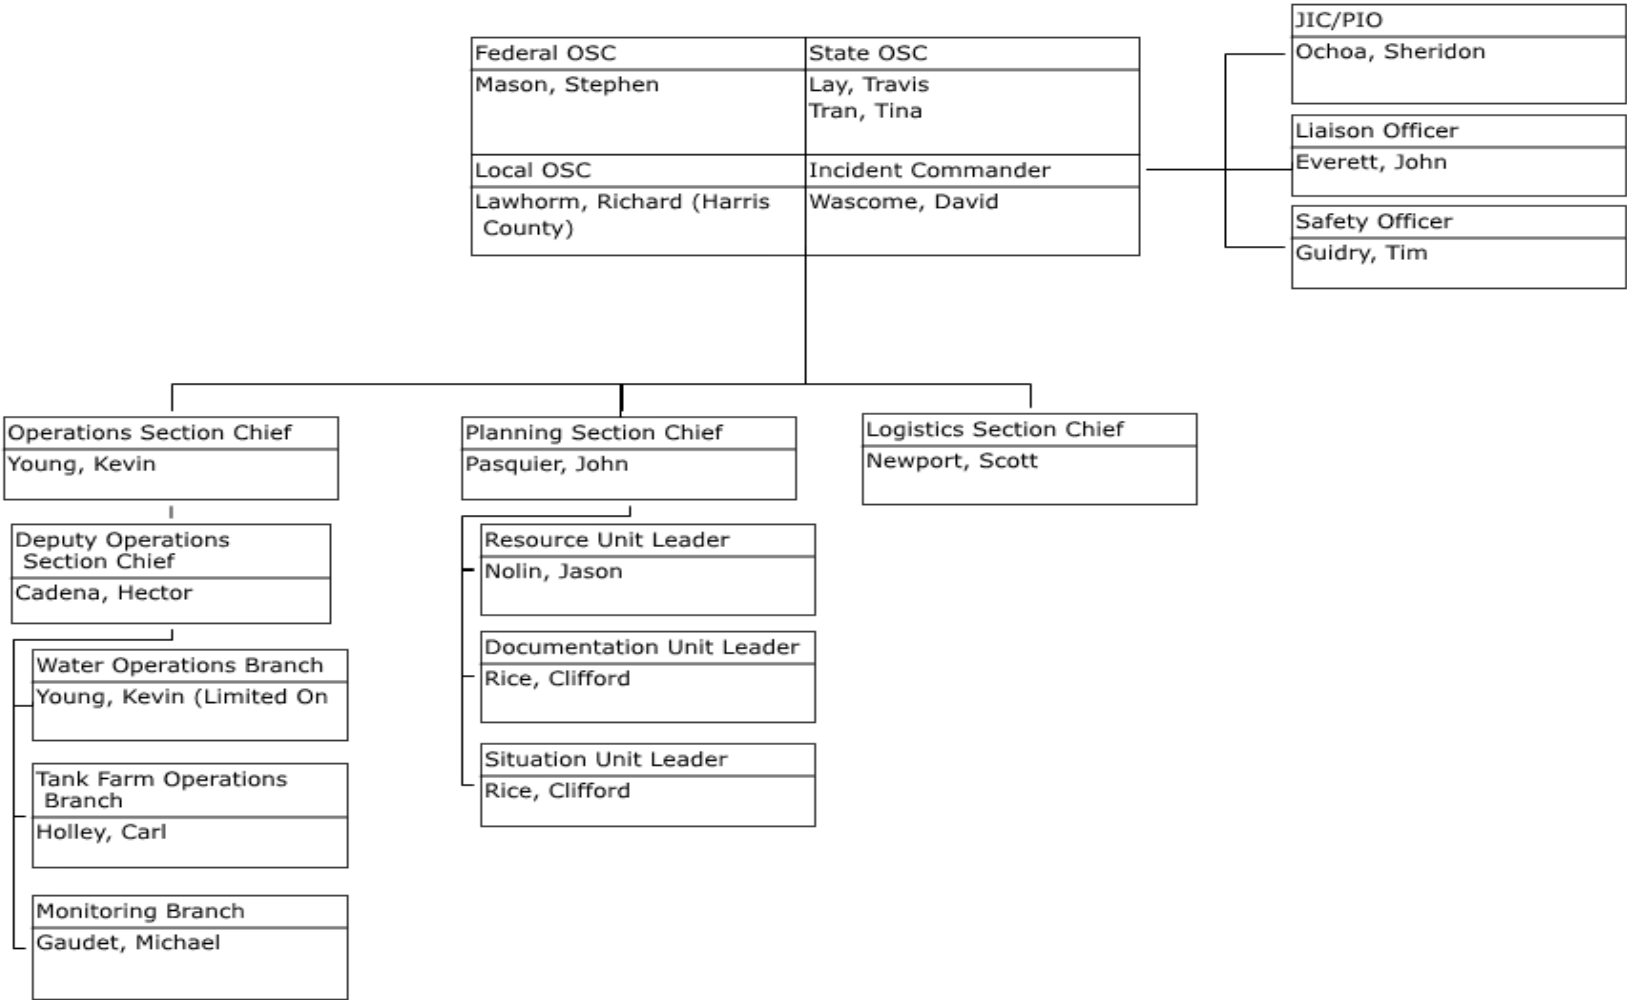 JIC/PIO
Ochoa, Sheridon
Federal OSC
Mason, Stephen
State OSC
Lay, Travis
Tran, Tina
Local OSC
Lawhorm, Richard (Harris
County)
Incident Commander
Wascome, David
Liaison Officer
Everett, John
Safety Officer
Guidry, Tim
Operations Section Chief
Young, Kevin
Deputy Operations
Section Chief
Cadena, Hector
Water Operations Branch
Young, Kevin (Limited On
Tank Farm Operations
Branch
Holley, Carl
Monitoring Branch
Gaudet, Michael
Planning Section Chief
Pasquier, John
Resource Unit Leader
Nolin, Jason
Documentation Unit Leader
Rice, Clifford
Situation Unit Leader
Rice, Clifford
Logistics Section Chief
Newport, Scott